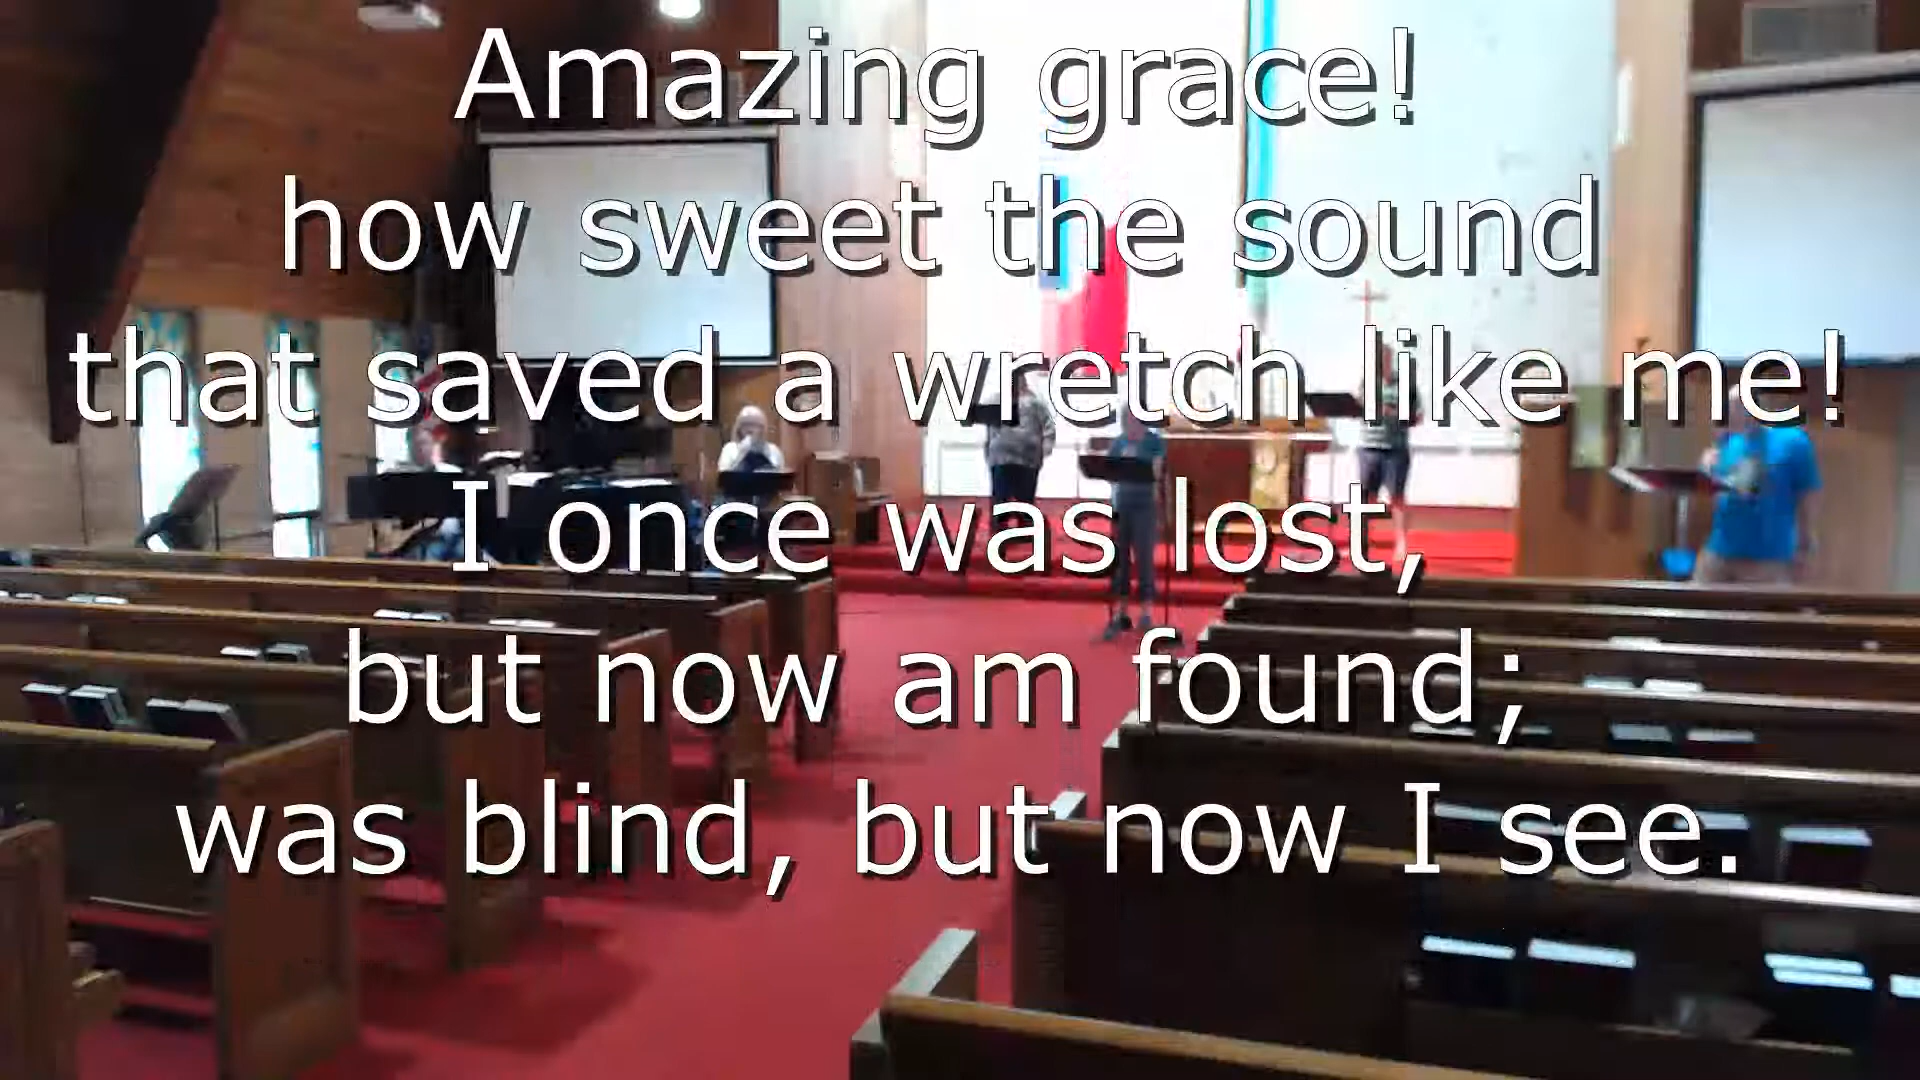 Amazing grace!
how sweet the sound
that saved a wretch like me!
I once was lost,
but now am found;
was blind, but now I see.